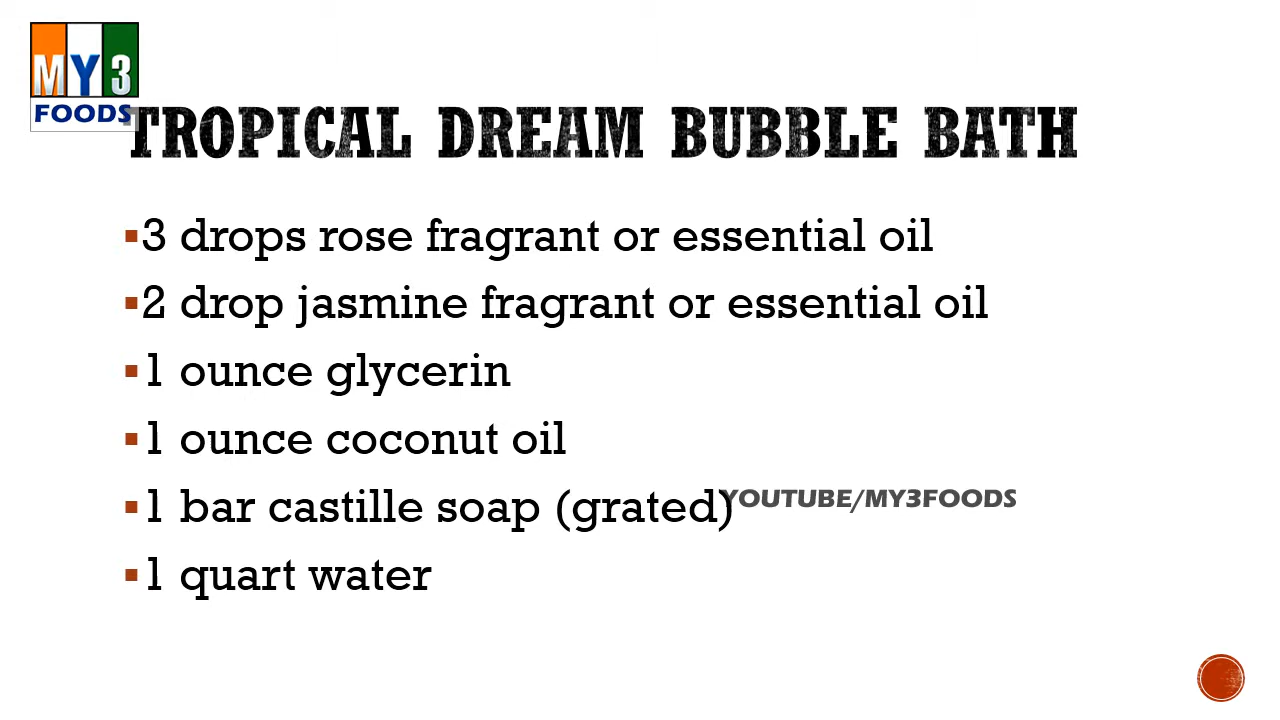 MY3
FOODS
TROPICAL DREAM BUBBLE BATH
▪3 drops rose fragrant or essential oil
▪2 drop jasmine fragrant or essential oil
▪1 ounce glycerin
▪1 ounce coconut oil
▪1 bar castille soap (grated)
YOUTUBE/MY3FOODS
▪1 quart water